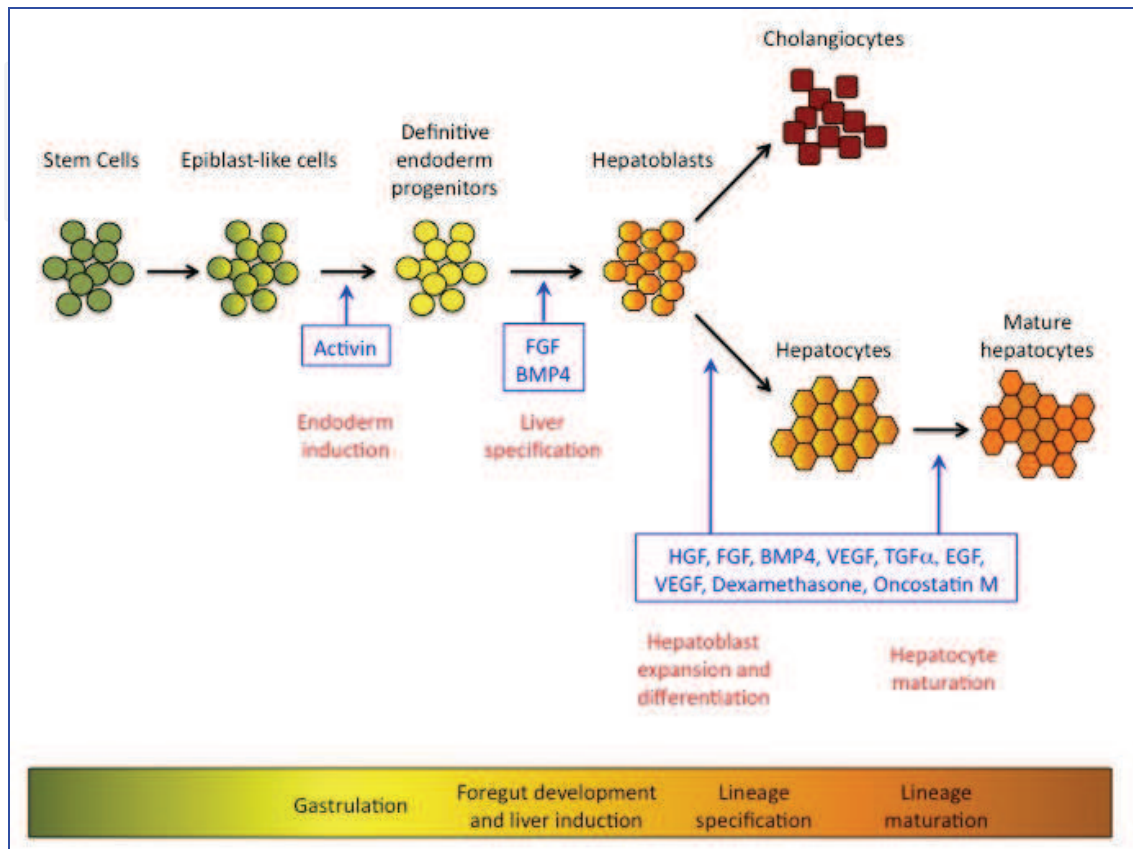 Cholangiocytes
Stem Cells
Epiblast-like cells
Definitive
endoderm
progenitors
Hepatoblasts
Activin
FGF
BMP4
Endoderm
induction
Liver
specification
Hepatocytes
Mature
hepatocytes
HGF, FGF, BMP4, VEGF, TGFα, EGF,
VEGF, Dexamethasone, Oncostatin M
Hepatoblast
expansion and
differentiation
Hepatocyte
maturation
Gastrulation
Foregut development
and liver induction
Lineage
specification
Lineage
maturation